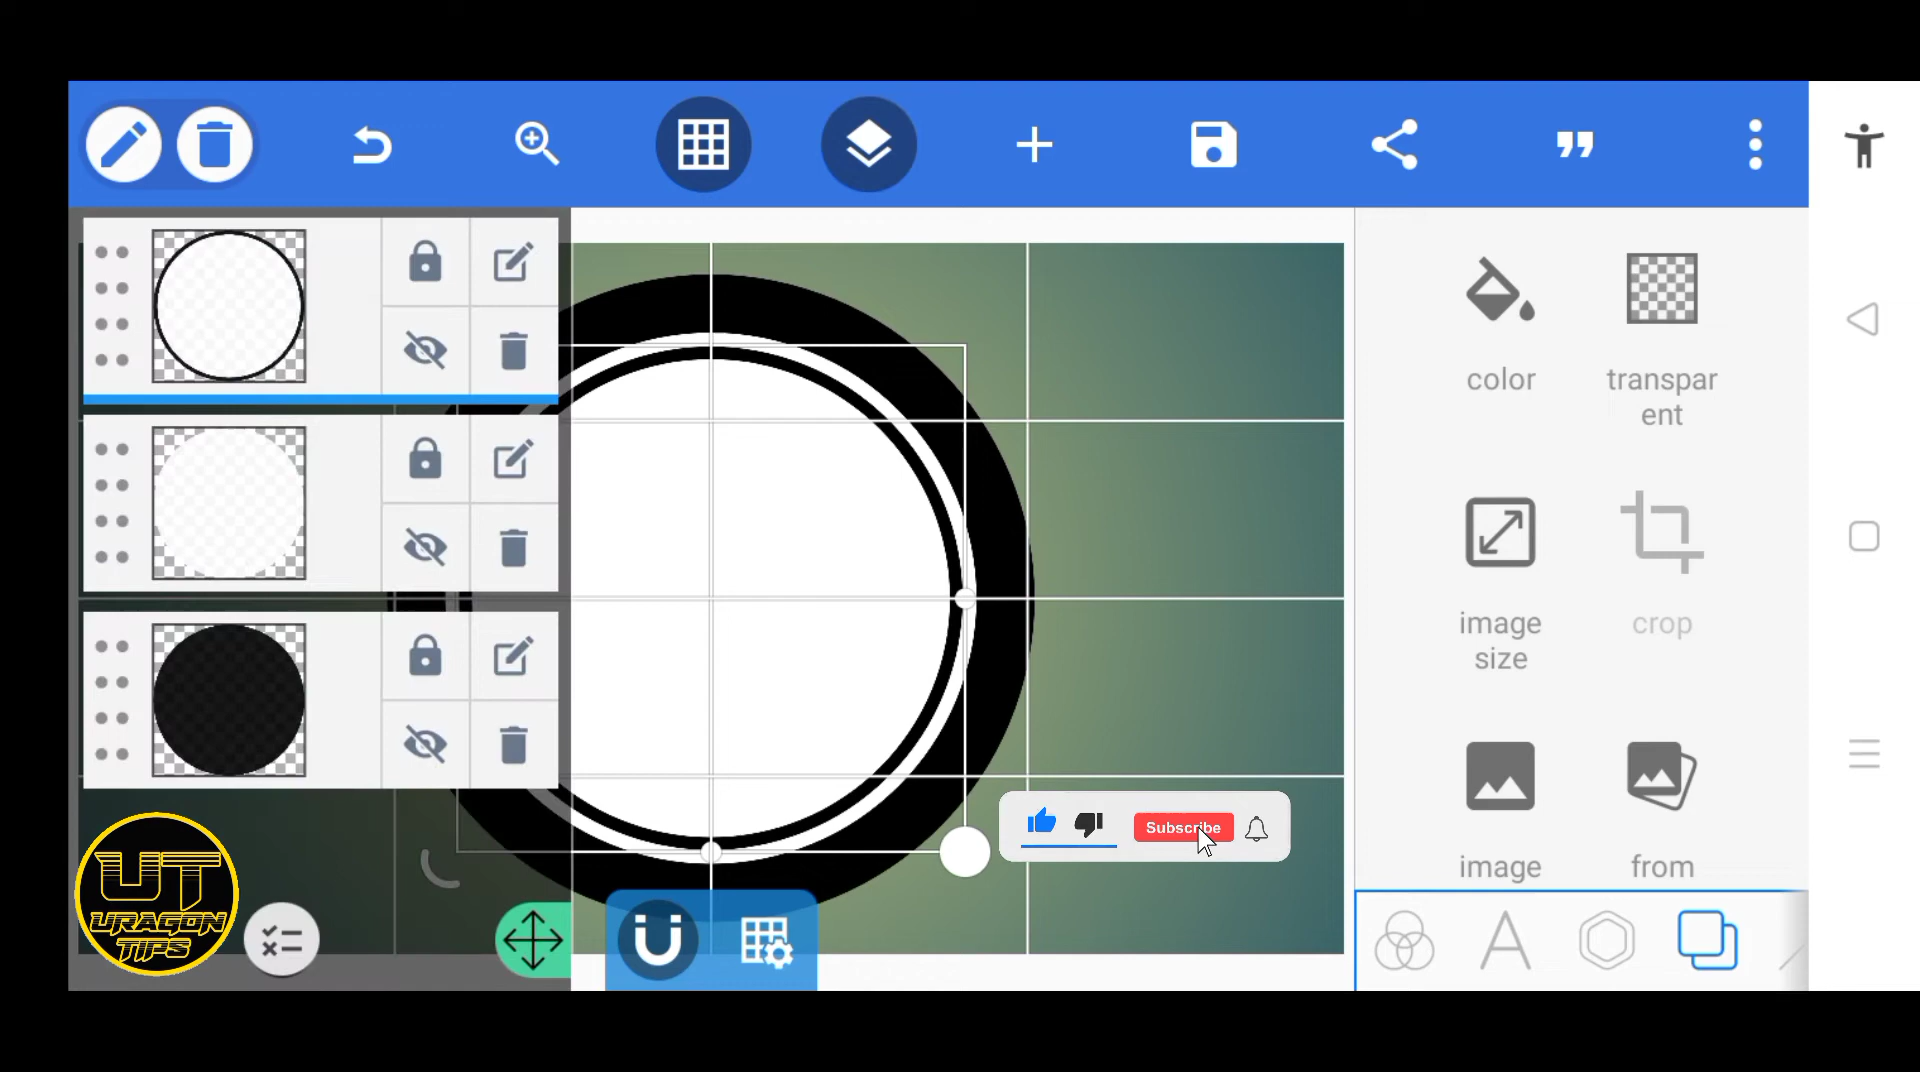 color
transpar
ent
image
size
crop
image
from
Subscribe
UT
URAGON
TIPS